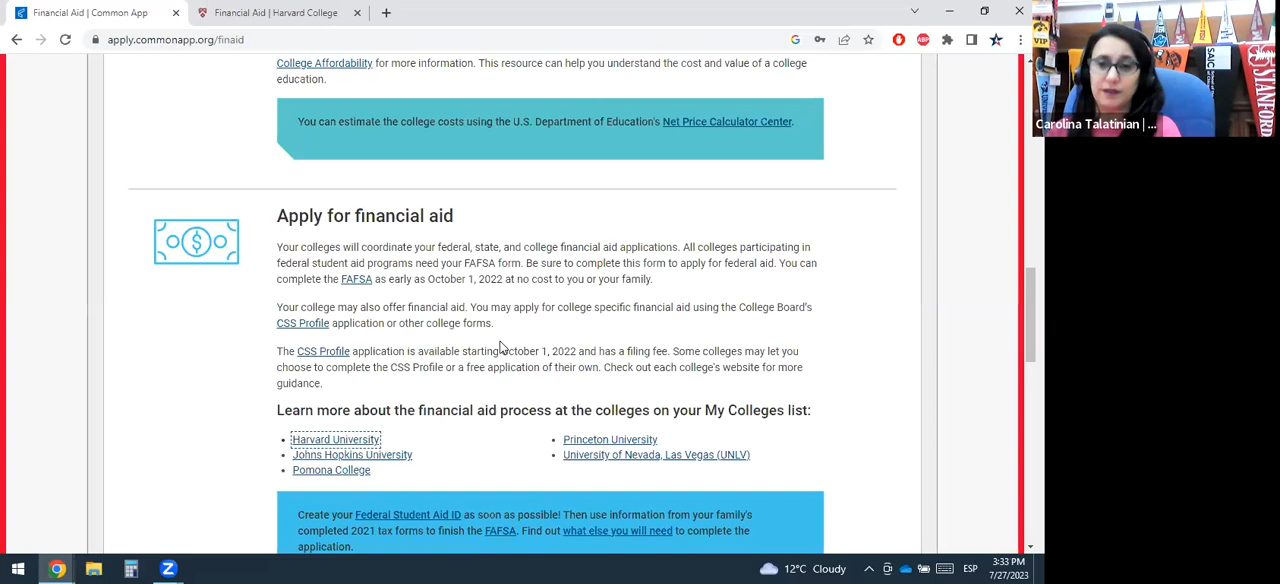 Financial Aid | Common App
Financial Aid | Harvard College
apply.commonapp.org/finaid
College Affordability for more information. This resource can help you understand the cost and value of a college
education.
You can estimate the college costs using the U.S. Department of Education's Net Price Calculator Center.
Apply for financial aid
Your colleges will coordinate your federal, state, and college financial aid applications. All colleges participating in
federal student aid programs need your FAFSA form. Be sure to complete this form to apply for federal aid. You can
complete the FAFSA as early as October 1, 2022 at no cost to you or your family.
Your college may also offer financial aid. You may apply for college specific financial aid using the College Board's
CSS Profile application or other college forms.
The CSS Profile application is available starting October 1, 2022 and has a filing fee. Some colleges may let you
choose to complete the CSS Profile or a free application of their own. Check out each college's website for more
guidance.
Learn more about the financial aid process at the colleges on your My Colleges list:
Harvard University
Johns Hopkins University
Pomona College
Princeton University
University of Nevada, Las Vegas (UNLV)
Create your Federal Student Aid ID as soon as possible! Then use information from your family's
completed 2021 tax forms to finish the FAFSA. Find out what else you will need to complete the
application.
VIP
SAIC
STANFORD
Carolina Talatinian | ...
ABP
12°C Cloudy
ESP
3:33 PM
7/27/2023